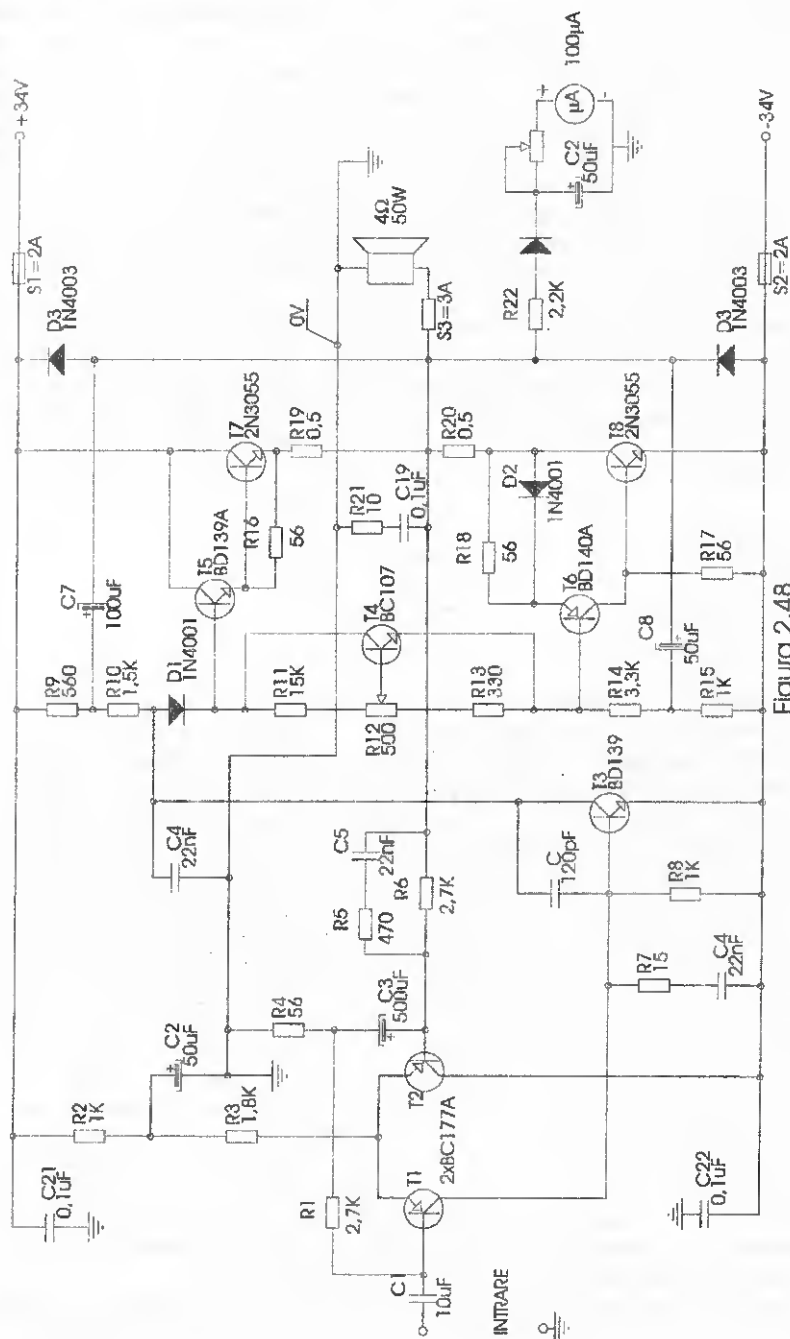 INTRARE
C1
10uF
C21
0,1uF
R2
1K
C2
50uF
R3
1,8K
R1
2,7K
T1
2xBC177A
T2
C22
0,1uF
R4
56
C3
500uF
R5
470
C5
22nF
R6
2,7K
C4
22nF
R7
15
C4
22nF
R8
1K
C
120pF
T3
BD139
R9
560
R10
1,5K
C7
100uF
+
D1
1N4001
R11
15K
R12
500
R13
330
R14
3,3K
R15
1K
T4
BC107
T5
BD139A
R16
56
T7
2N3055
R19
0,5
R21
10
C19
0,1uF
R20
0,5
R18
56
D2
1N4001
T6
BD140A
T8
2N3055
R17
56
C8
50uF
+
D3
1N4003
S1=2A
+34V
0V
4Ω
50W
S3=3A
R22
2,2K
C2
50uF
+
µA
100µA
+
-
D3
1N4003
S2=2A
-34V
Figura 2.48